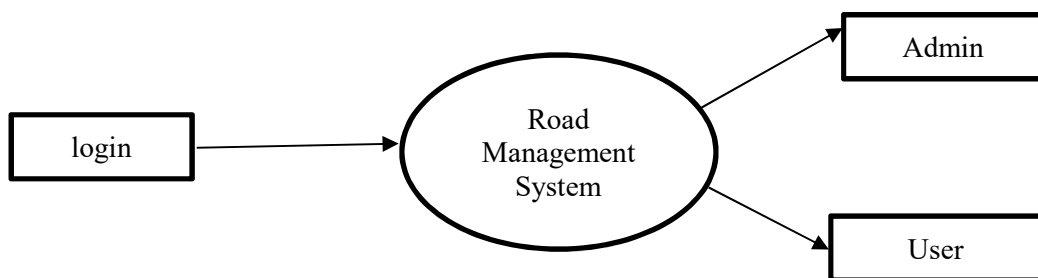 login
Road
Management
System
Admin
User